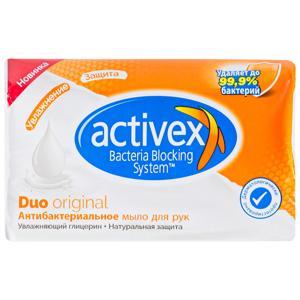 Новинка
Увлажнение
Защита
Удаляет до
99,9%
бактерий
activex
Bacteria Blocking
System™
Duo original
Антибактериальное мыло для рук
Увлажняющий глицерин • Натуральная защита
Дерматологически